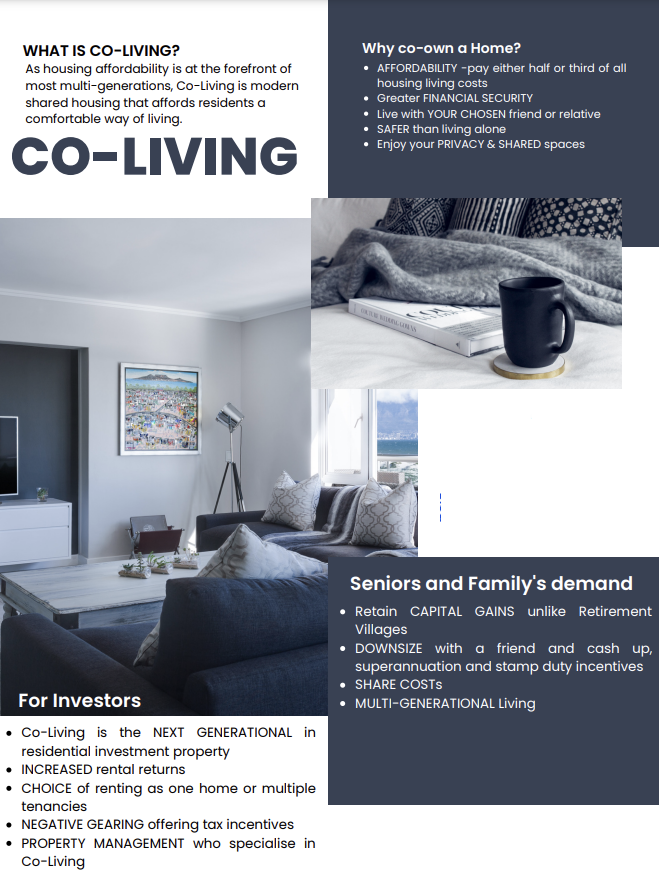 WHAT IS CO-LIVING?
As housing affordability is at the forefront of
most multi-generations, Co-Living is modern
shared housing that affords residents a
comfortable way of living.
CO-LIVING
Why co-own a Home?
• AFFORDABILITY -pay either half or third of all
housing living costs
• Greater FINANCIAL SECURITY
• Live with YOUR CHOSEN friend or relative
• SAFER than living alone
• Enjoy your PRIVACY & SHARED spaces
Seniors and Family's demand
• Retain CAPITAL GAINS unlike Retirement
Villages
• DOWNSIZE with a friend and cash up,
superannuation and stamp duty incentives
• SHARE COSTs
• MULTI-GENERATIONAL Living
For Investors
• Co-Living is the NEXT GENERATIONAL in
residential investment property
• INCREASED rental returns
• CHOICE of renting as one home or multiple
tenancies
• NEGATIVE GEARING offering tax incentives
• PROPERTY MANAGEMENT who specialise in
Co-Living